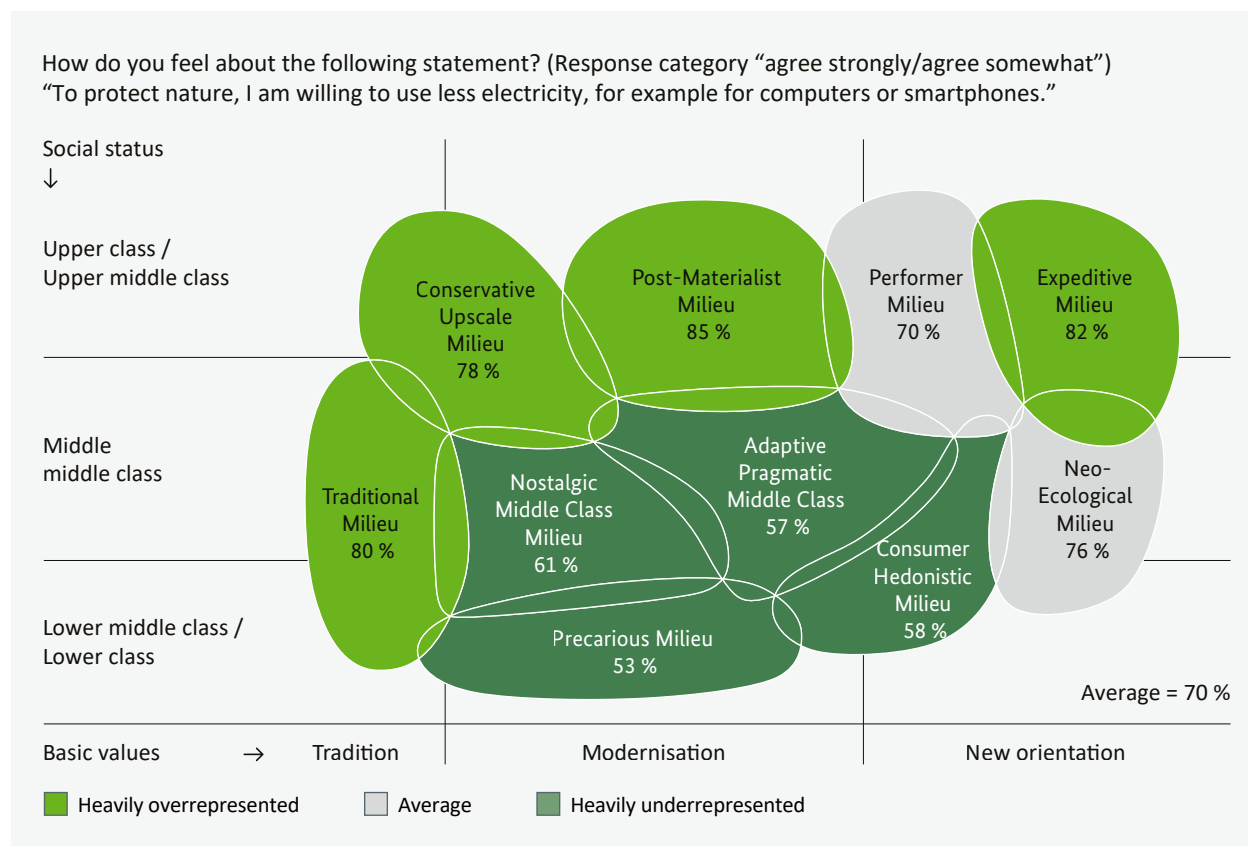 How do you feel about the following statement? (Response category “agree strongly/agree somewhat”)
“To protect nature, I am willing to use less electricity, for example for computers or smartphones.”
Social status
↓
Upper class /
Upper middle class
Conservative
Upscale
Milieu
78 %
Post-Materialist
Milieu
85 %
Performer
Milieu
70 %
Expeditive
Milieu
82 %
Middle
middle class
Traditional
Milieu
80 %
Nostalgic
Middle Class
Milieu
61 %
Adaptive
Pragmatic
Middle Class
57 %
Neo-
Ecological
Milieu
76 %
Lower middle class /
Lower class
Precarious Milieu
53 %
Consumer
Hedonistic
Milieu
58 %
Average = 70 %
Basic values → Tradition Modernisation New orientation
Heavily overrepresented Average Heavily underrepresented